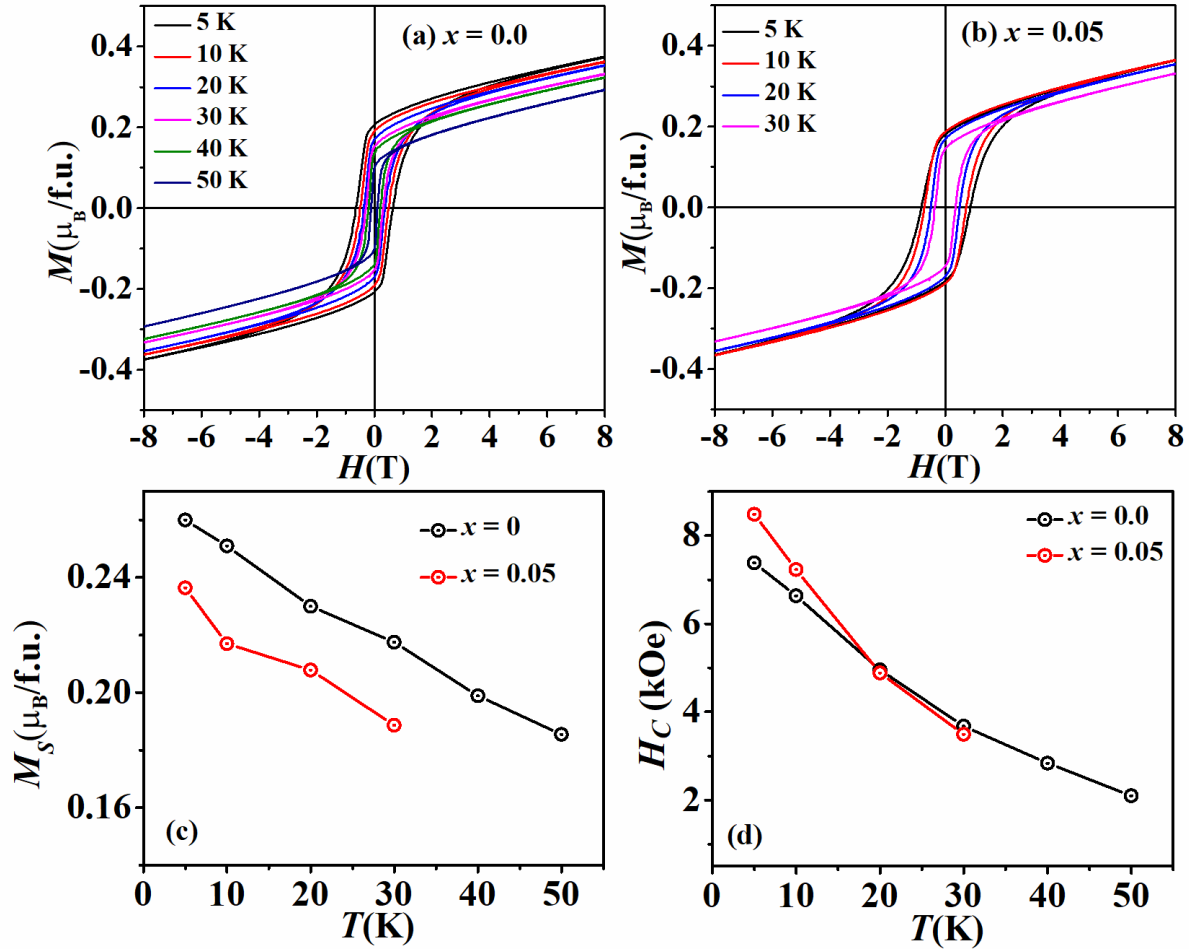 (a) x = 0.0
5 K
10 K
20 K
30 K
40 K
50 K
0.4
0.2
0.0
-0.2
-0.4
M(μB/f.u.)
-8 -6 -4 -2 0 2 4 6 8
H(T)
(b) x = 0.05
5 K
10 K
20 K
30 K
0.4
0.2
0.0
-0.2
-0.4
M(μB/f.u.)
-8 -6 -4 -2 0 2 4 6 8
H(T)
x = 0
x = 0.05
0.24
0.20
0.16
MS(μB/f.u.)
(c)
0 10 20 30 40 50
T(K)
x = 0.0
x = 0.05
8
6
4
2
HC (kOe)
(d)
0 10 20 30 40 50
T(K)